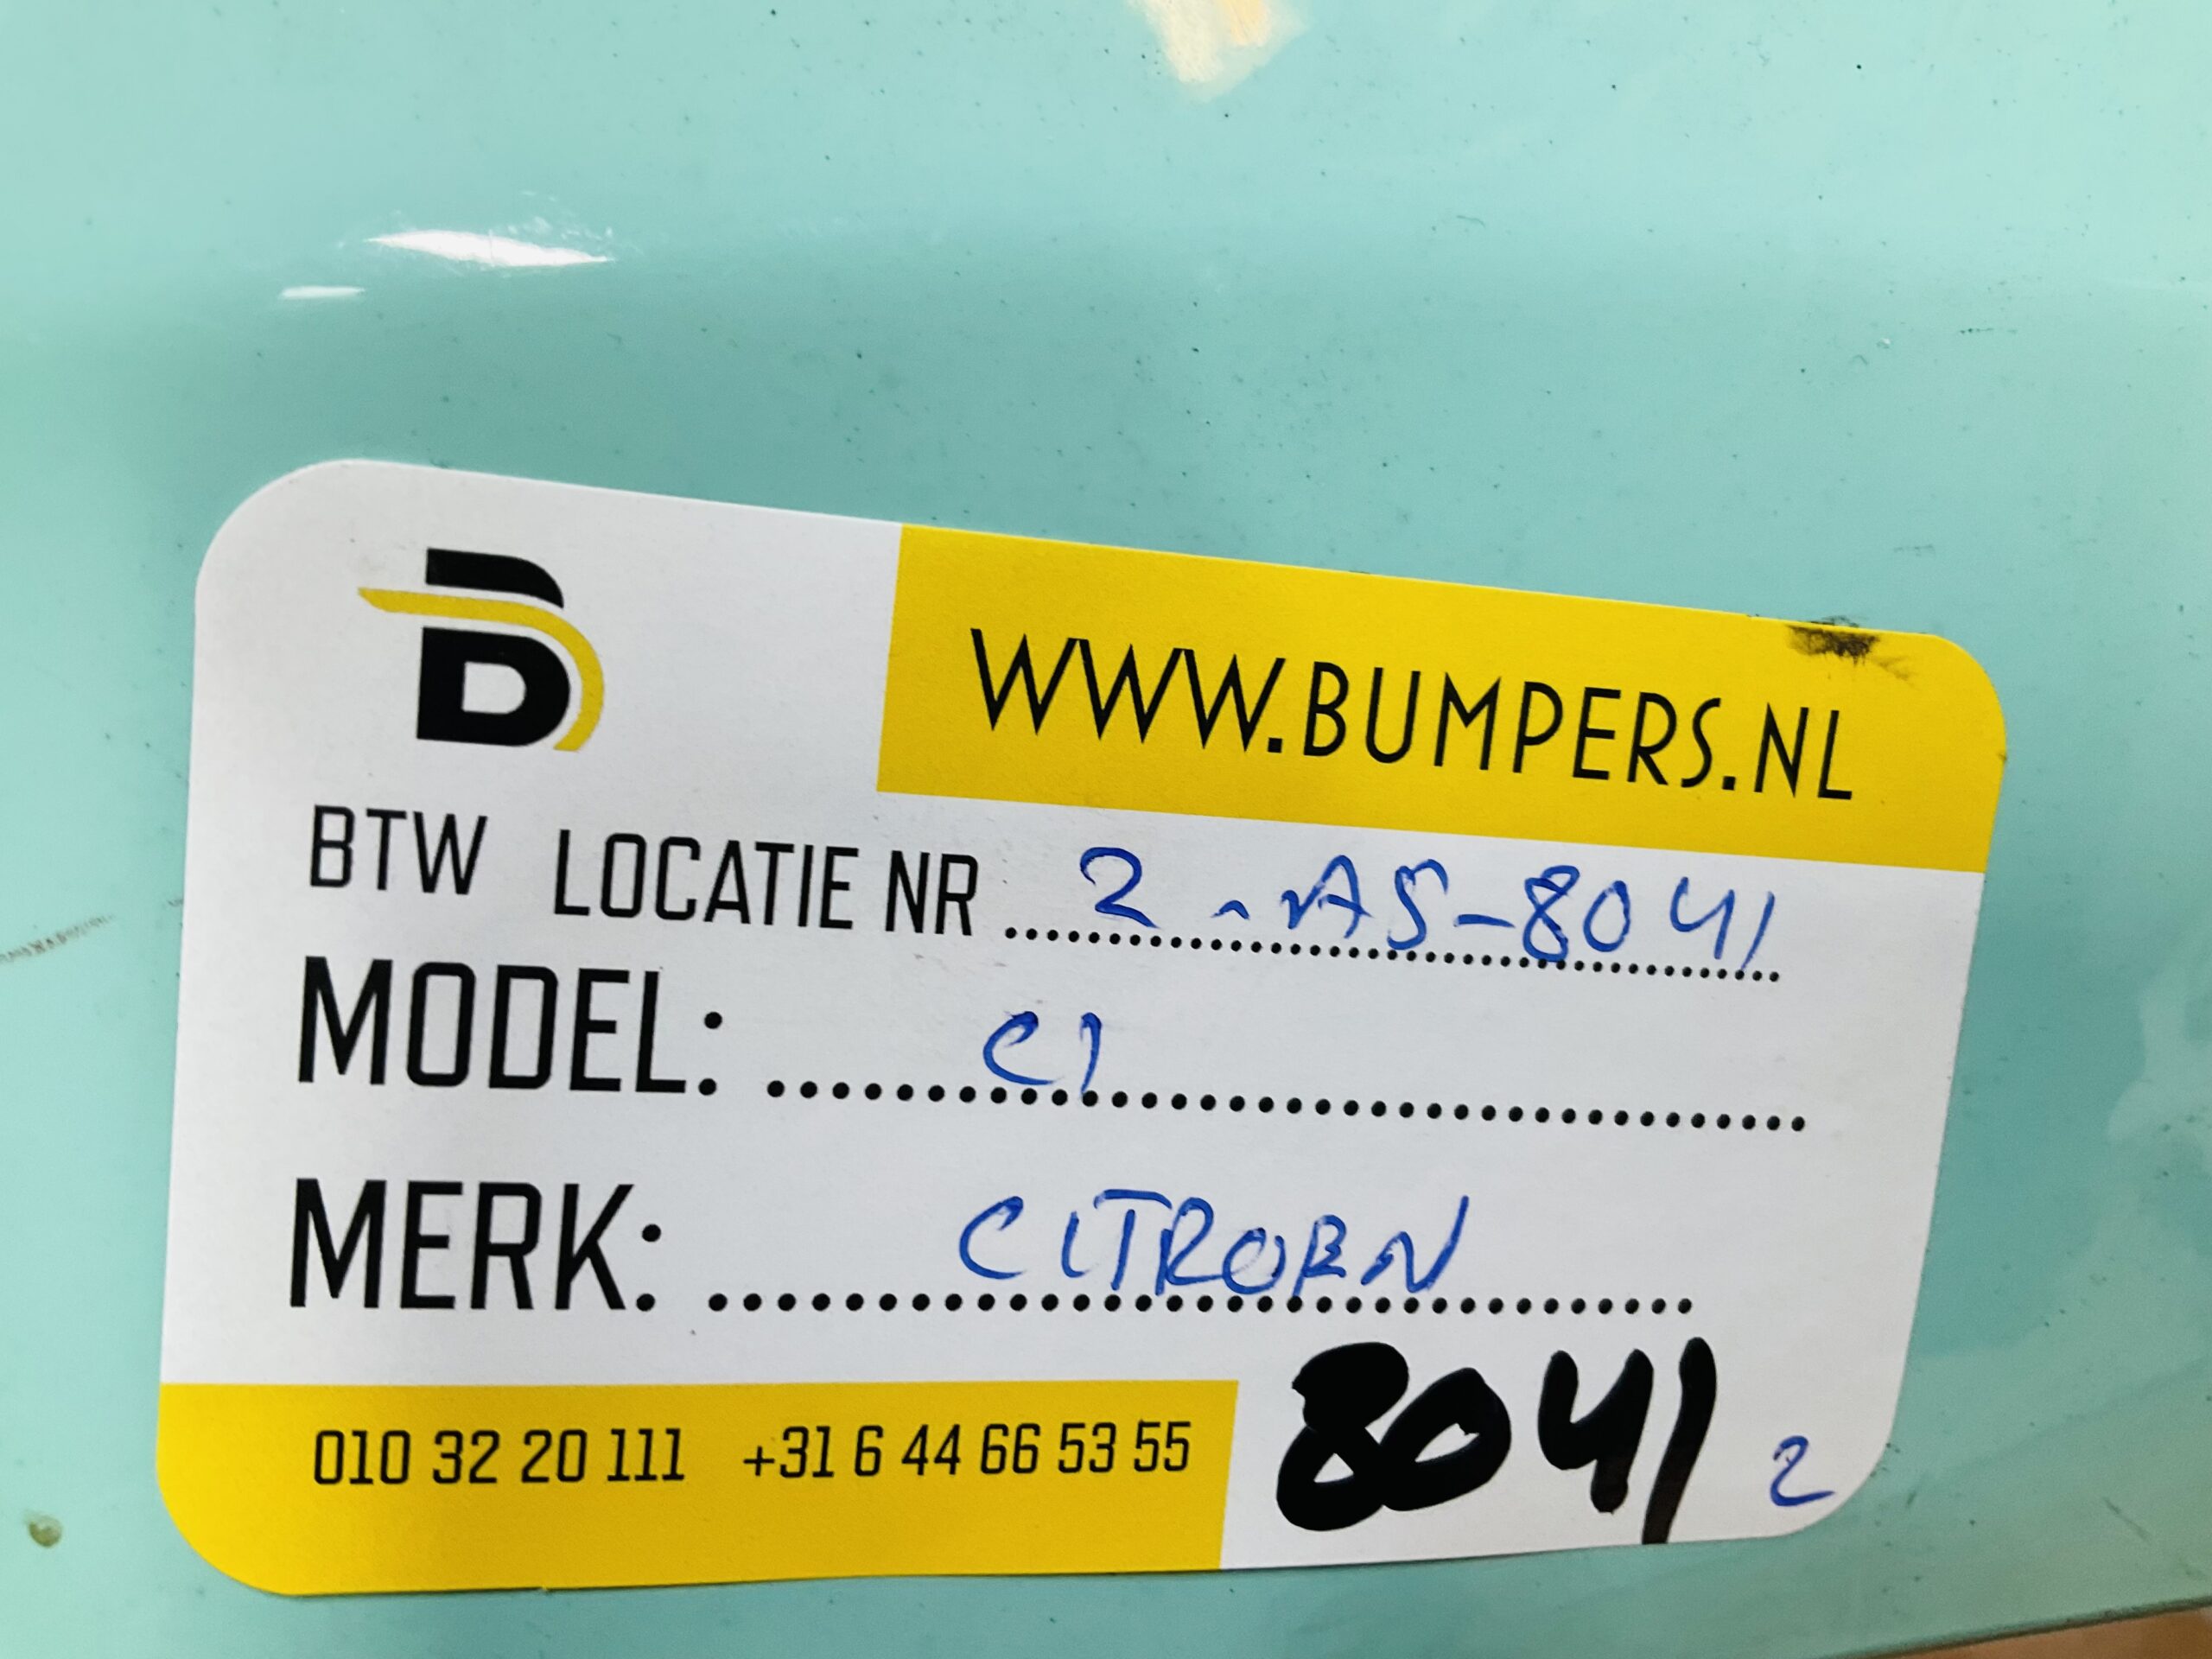 B
WWW.BUMPERS.NL
BTW LOCATIE NR 2 - A5-8041
MODEL: C1
MERK: CITROEN
010 32 20 111 +31 6 44 66 53 55
8041 2